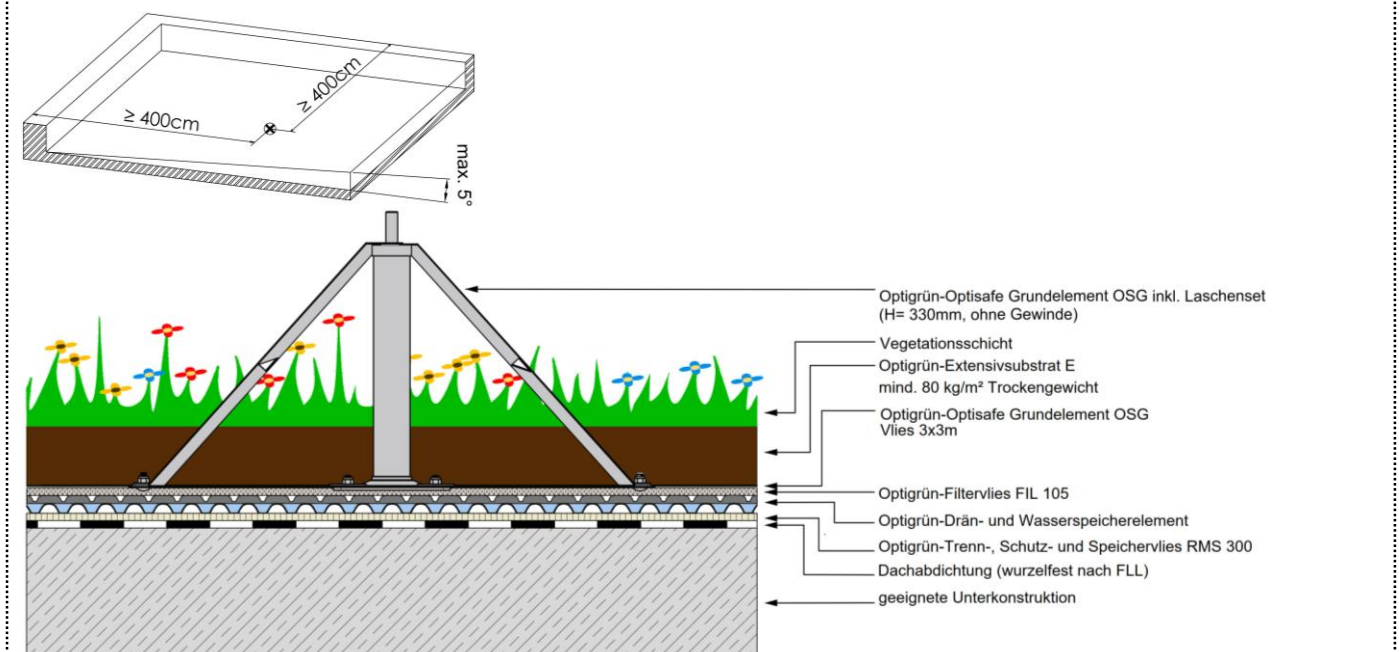 ≥ 400cm
≥ 400cm
max. 5°
Optigrün-Optisafe Grundelement OSG inkl. Laschenset
(H= 330mm, ohne Gewinde)
Vegetationsschicht
Optigrün-Extensivsubstrat E
mind. 80 kg/m² Trockengewicht
Optigrün-Optisafe Grundelement OSG
Vlies 3x3m
Optigrün-Filtervlies FIL 105
Optigrün-Drän- und Wasserspeicherelement
Optigrün-Trenn-, Schutz- und Speichervlies RMS 300
Dachabdichtung (wurzelfest nach FLL)
geeignete Unterkonstruktion